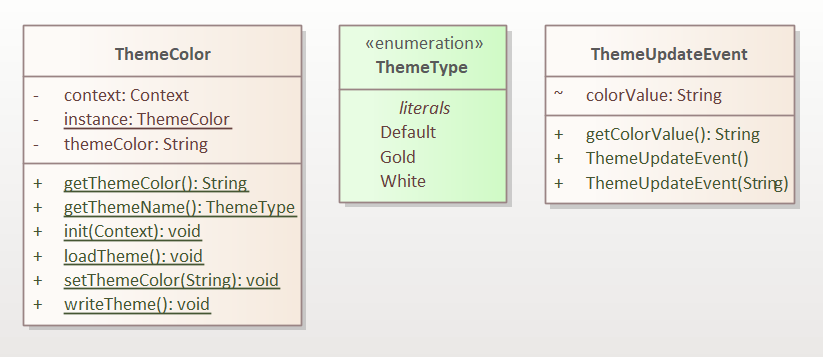 ThemeColor
- context: Context
- instance: ThemeColor
- themeColor: String
+ getThemeColor(): String
+ getThemeName(): ThemeType
+ init(Context): void
+ loadTheme(): void
+ setThemeColor(String): void
+ writeTheme(): void
«enumeration»
ThemeType
literals
Default
Gold
White
ThemeUpdateEvent
~ colorValue: String
+ getColorValue(): String
+ ThemeUpdateEvent()
+ ThemeUpdateEvent(String)